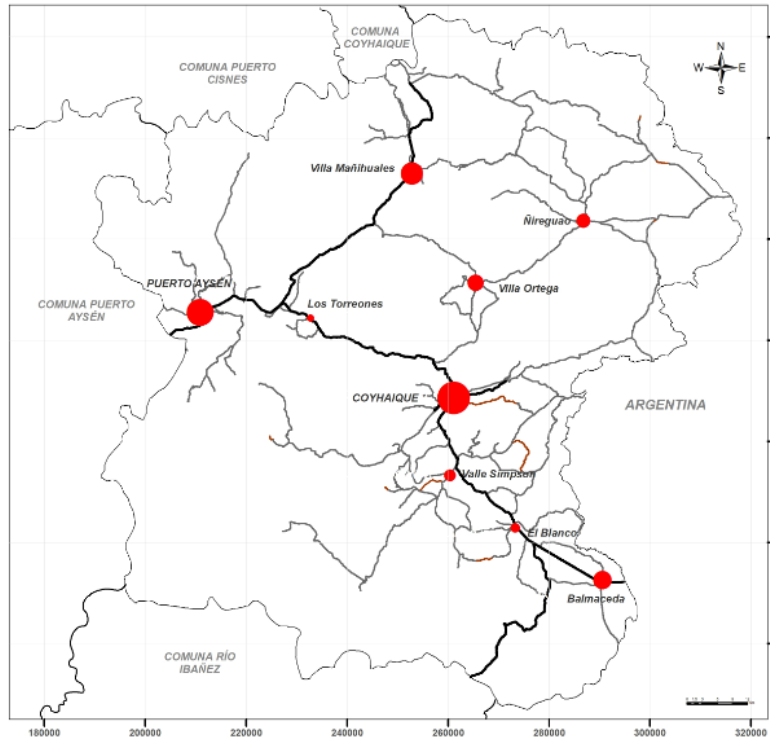 COMUNA
COYHAIQUE
COMUNA PUERTO
CISNES
N
W
E
S
Villa Mañihuales
Ñireguao
PUERTO AYSÉN
Villa Ortega
COMUNA PUERTO
AYSÉN
Los Torreones
COYHAIQUE
ARGENTINA
Valle Simpson
El Blanco
Balmaceda
COMUNA RÍO
IBAÑEZ
180000
200000
220000
240000
260000
280000
300000
320000